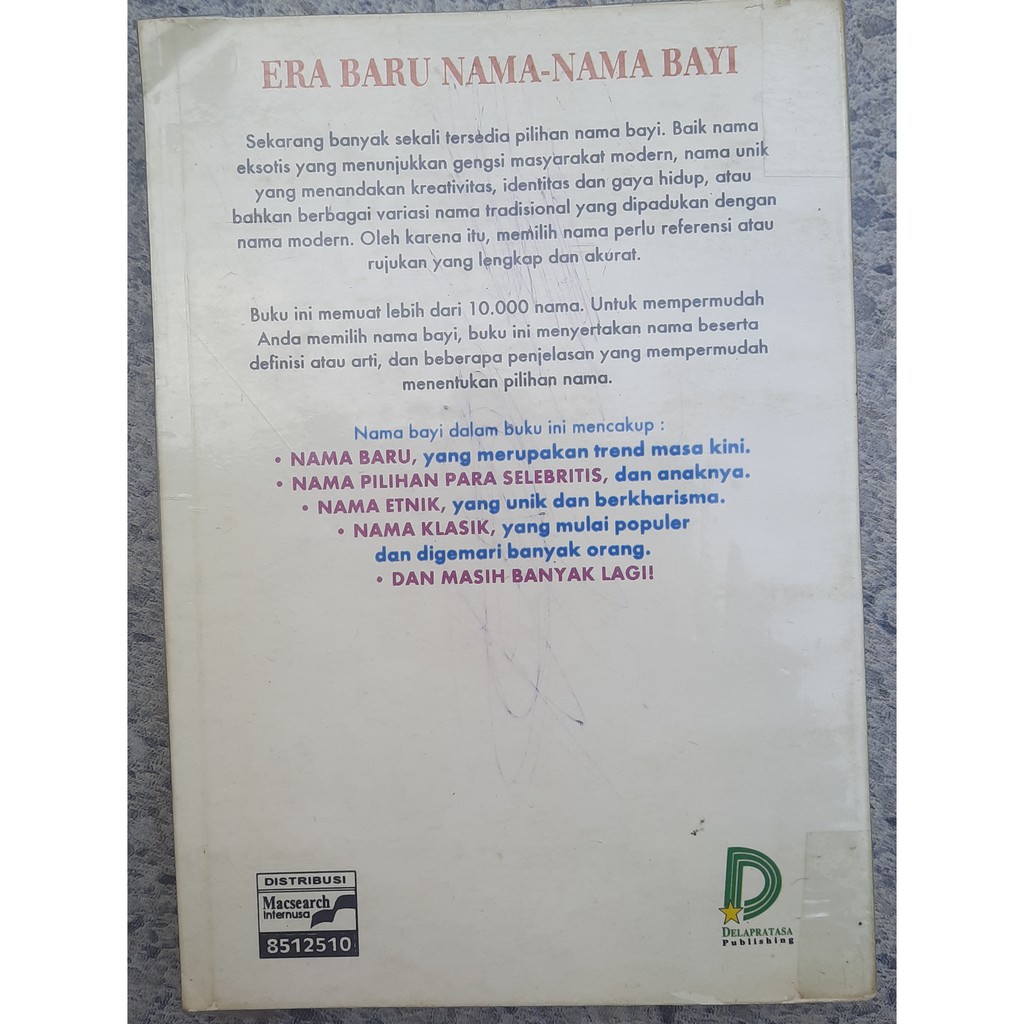 ERA BARU NAMA-NAMA BAYI
Sekarang banyak sekali tersedia pilihan nama bayi. Baik nama
eksotis yang menunjukkan gengsi masyarakat modern, nama unik
yang menandakan kreativitas, identitas dan gaya hidup, atau
bahkan berbagai variasi nama tradisional yang dipadukan dengan
nama modern. Oleh karena itu, memilih nama perlu referensi atau
rujukan yang lengkap dan akurat.
Buku ini memuat lebih dari 10.000 nama. Untuk mempermudah
Anda memilih nama bayi, buku ini menyertakan nama beserta
definisi atau arti, dan beberapa penjelasan yang mempermudah
menentukan pilihan nama.
Nama bayi dalam buku ini mencakup :
• NAMA BARU, yang merupakan trend masa kini.
• NAMA PILIHAN PARA SELEBRITIS, dan anaknya.
• NAMA ETNIK, yang unik dan berkharisma.
• NAMA KLASIK, yang mulai populer
dan digemari banyak orang.
• DAN MASIH BANYAK LAGI!
DISTRIBUSI
Macsearch
internusa
8512510
DELAPRATASA
Publishing